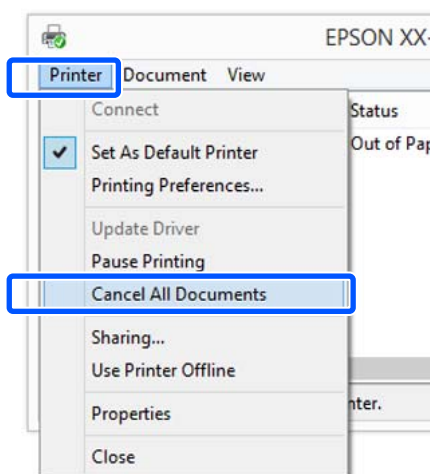 EPSON XX-
Printer Document View
Connect
Status
Set As Default Printer
Out of Pap
Printing Preferences...
Update Driver
Pause Printing
Cancel All Documents
Sharing...
Use Printer Offline
Properties
nter.
Close